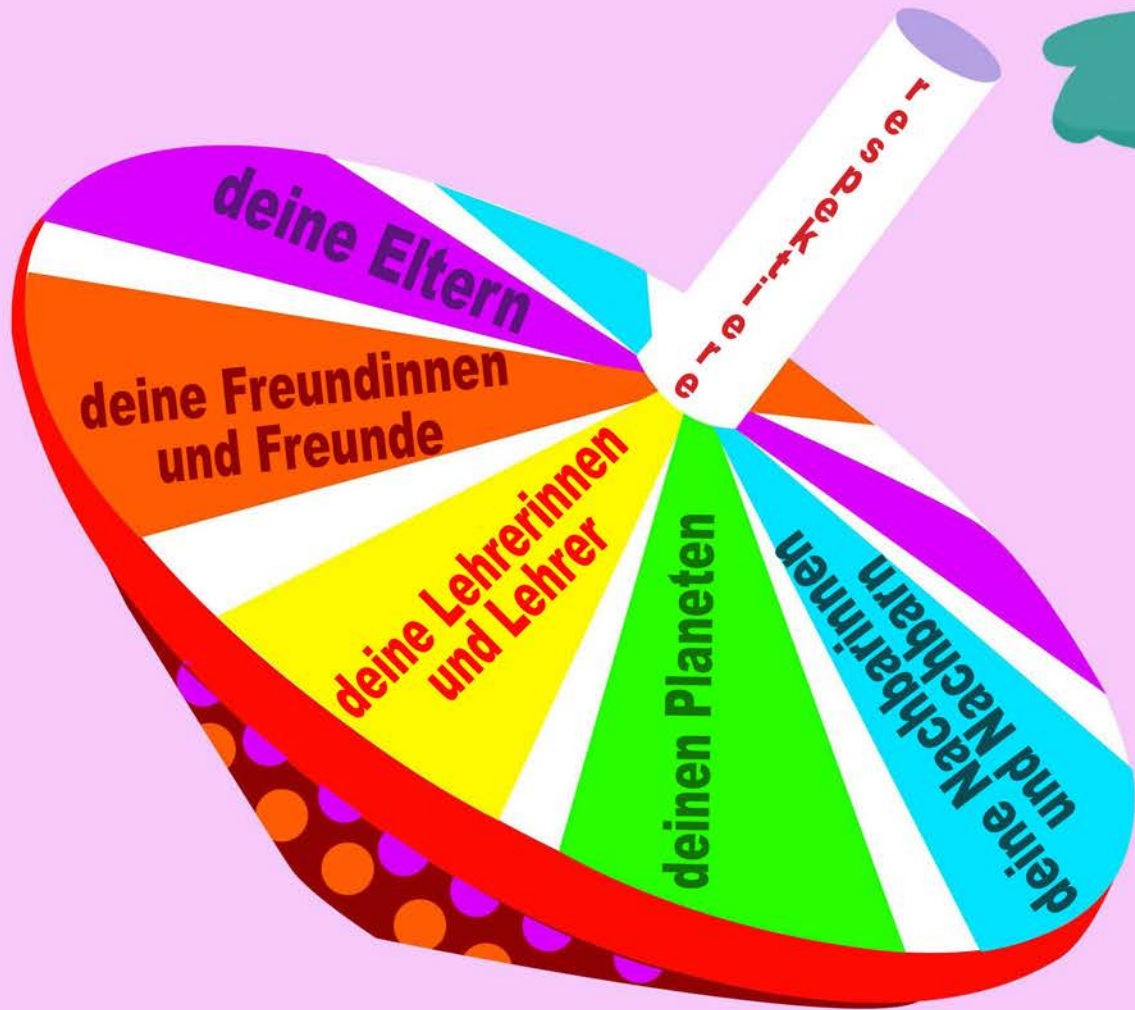 respektiere
deine Eltern
deine Freundinnen
und Freunde
deine Lehrerinnen
und Lehrer
deinen Planeten
deine Nachbarinnen
und Nachbarn